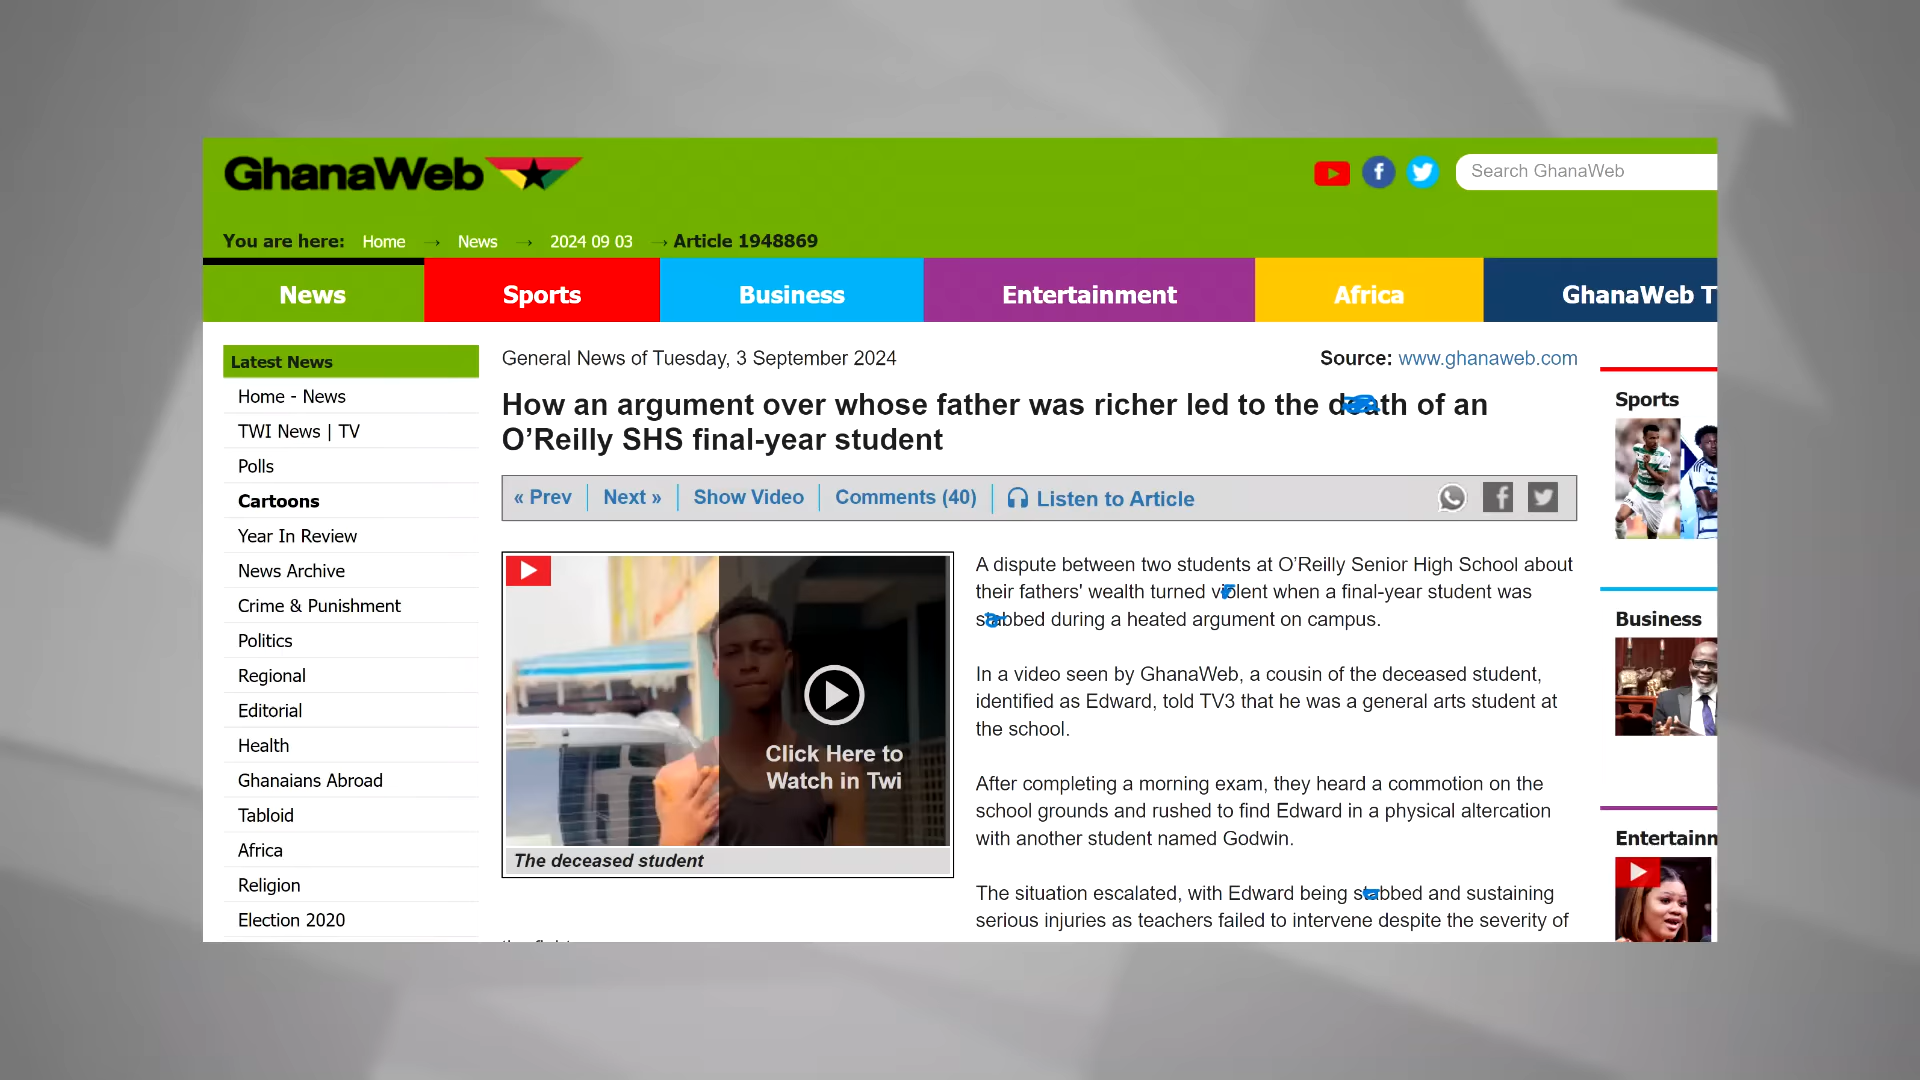 GhanaWeb
Search GhanaWeb
You are here: Home → News → 2024 09 03 → Article 1948869
News Sports Business Entertainment Africa GhanaWeb T
Latest News
Home - News
TWI News | TV
Polls
Cartoons
Year In Review
News Archive
Crime & Punishment
Politics
Regional
Editorial
Health
Ghanaians Abroad
Tabloid
Africa
Religion
Election 2020
General News of Tuesday, 3 September 2024
Source: www.ghanaweb.com
How an argument over whose father was richer led to the death of an
O’Reilly SHS final-year student
« Prev Next » Show Video Comments (40) Listen to Article
Click Here to
Watch in Twi
The deceased student
A dispute between two students at O’Reilly Senior High School about
their fathers' wealth turned violent when a final-year student was
stabbed during a heated argument on campus.
In a video seen by GhanaWeb, a cousin of the deceased student,
identified as Edward, told TV3 that he was a general arts student at
the school.
After completing a morning exam, they heard a commotion on the
school grounds and rushed to find Edward in a physical altercation
with another student named Godwin.
The situation escalated, with Edward being stabbed and sustaining
serious injuries as teachers failed to intervene despite the severity of
Sports
Business
Entertainn